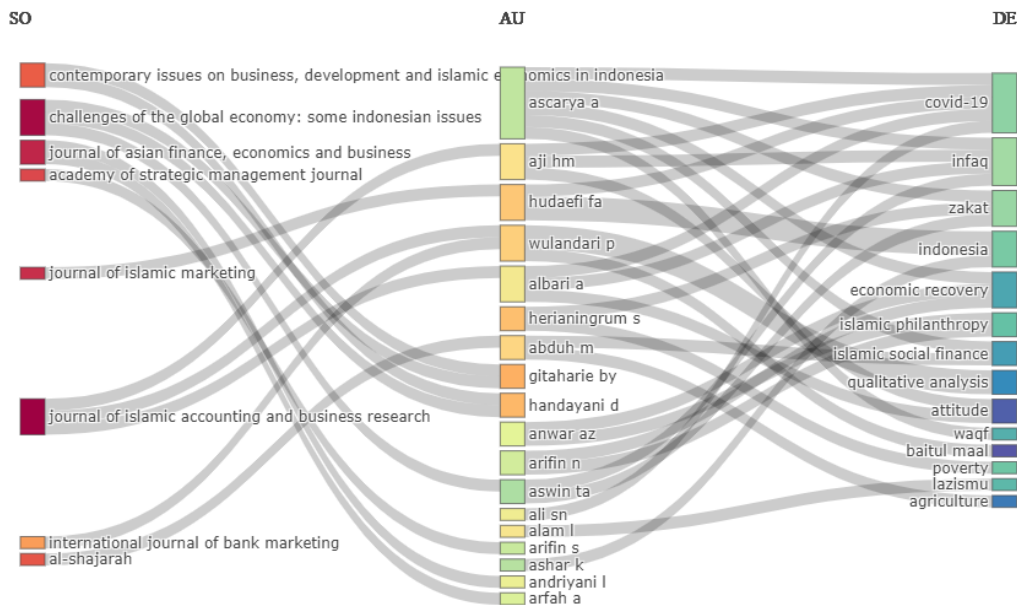 SO
AU
DE
contemporary issues on business, development and islamic economics in indonesia
challenges of the global economy: some indonesian issues
journal of asian finance, economics and business
academy of strategic management journal
journal of islamic marketing
journal of islamic accounting and business research
international journal of bank marketing
al-shajarah
ascarya a
aji hm
hudaefi fa
wulandari p
albari a
herianingrum s
abduh m
gitaharie by
handayani d
anwar az
arifin n
aswin ta
ali sn
alam l
arifin s
ashar k
andriyani l
arfah a
covid-19
infaq
zakat
indonesia
economic recovery
islamic philanthropy
islamic social finance
qualitative analysis
attitude
waqf
baitul maal
poverty
lazismu
agriculture